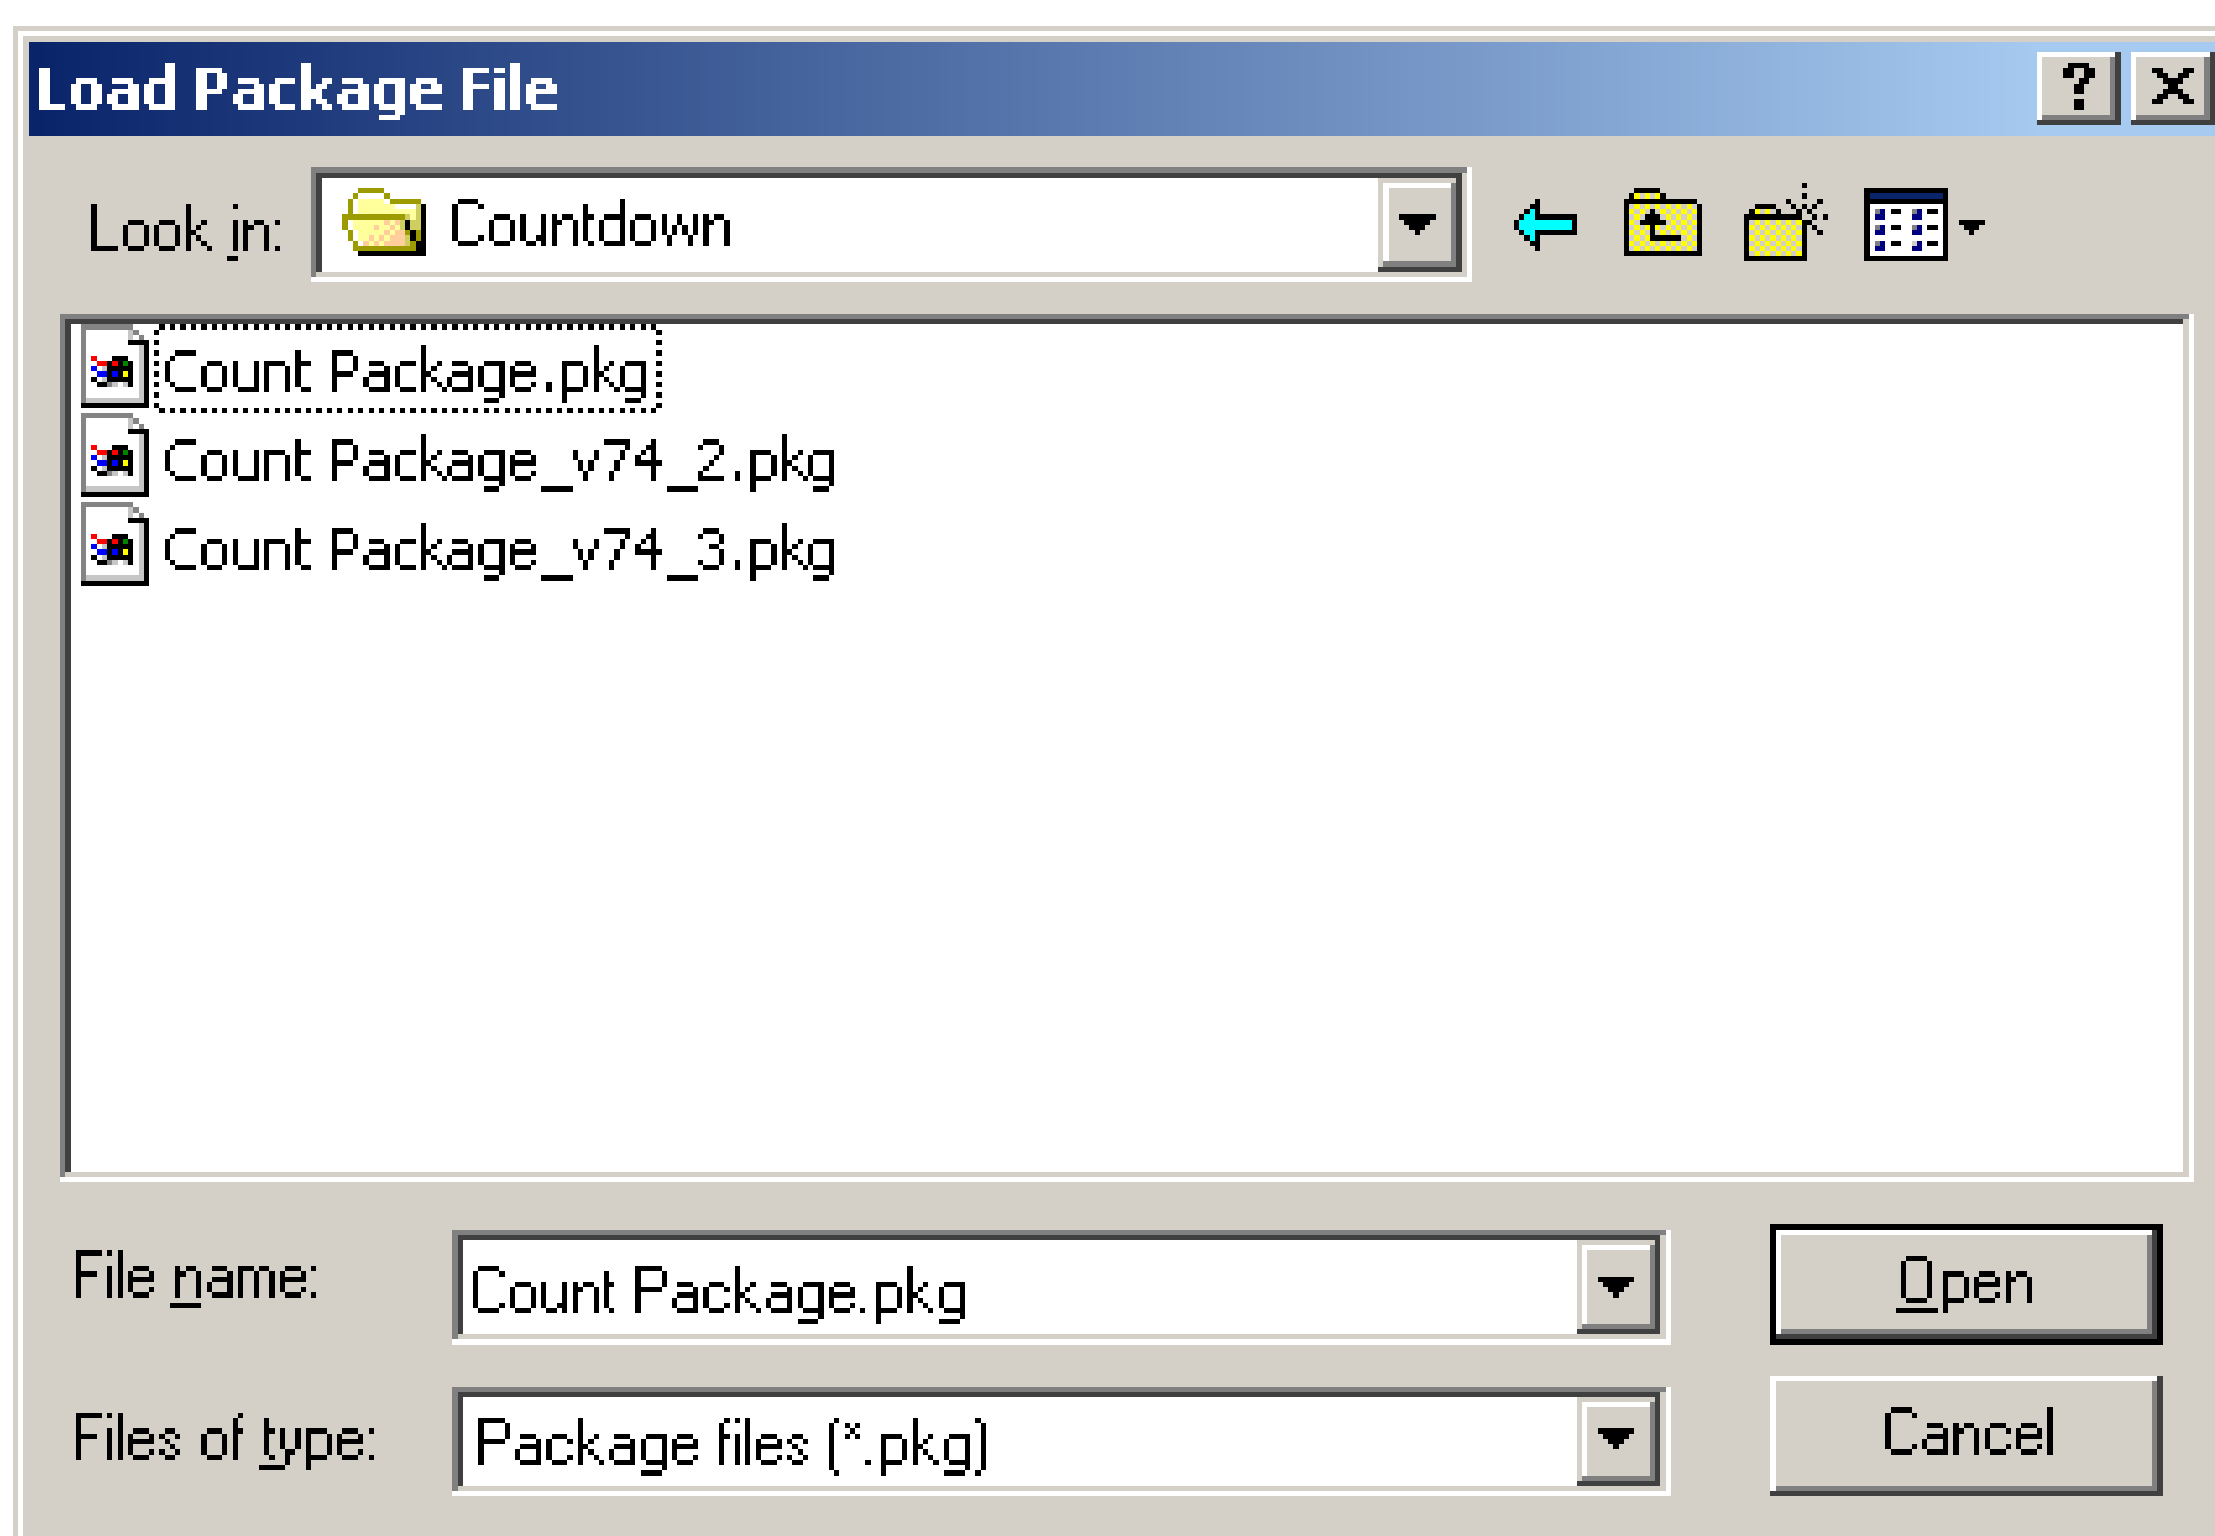 Load Package File
Look in: Countdown
Count Package.pkg
Count Package_v74_2.pkg
Count Package_v74_3.pkg
File name: Count Package.pkg Open
Files of type: Package files (*.pkg) Cancel